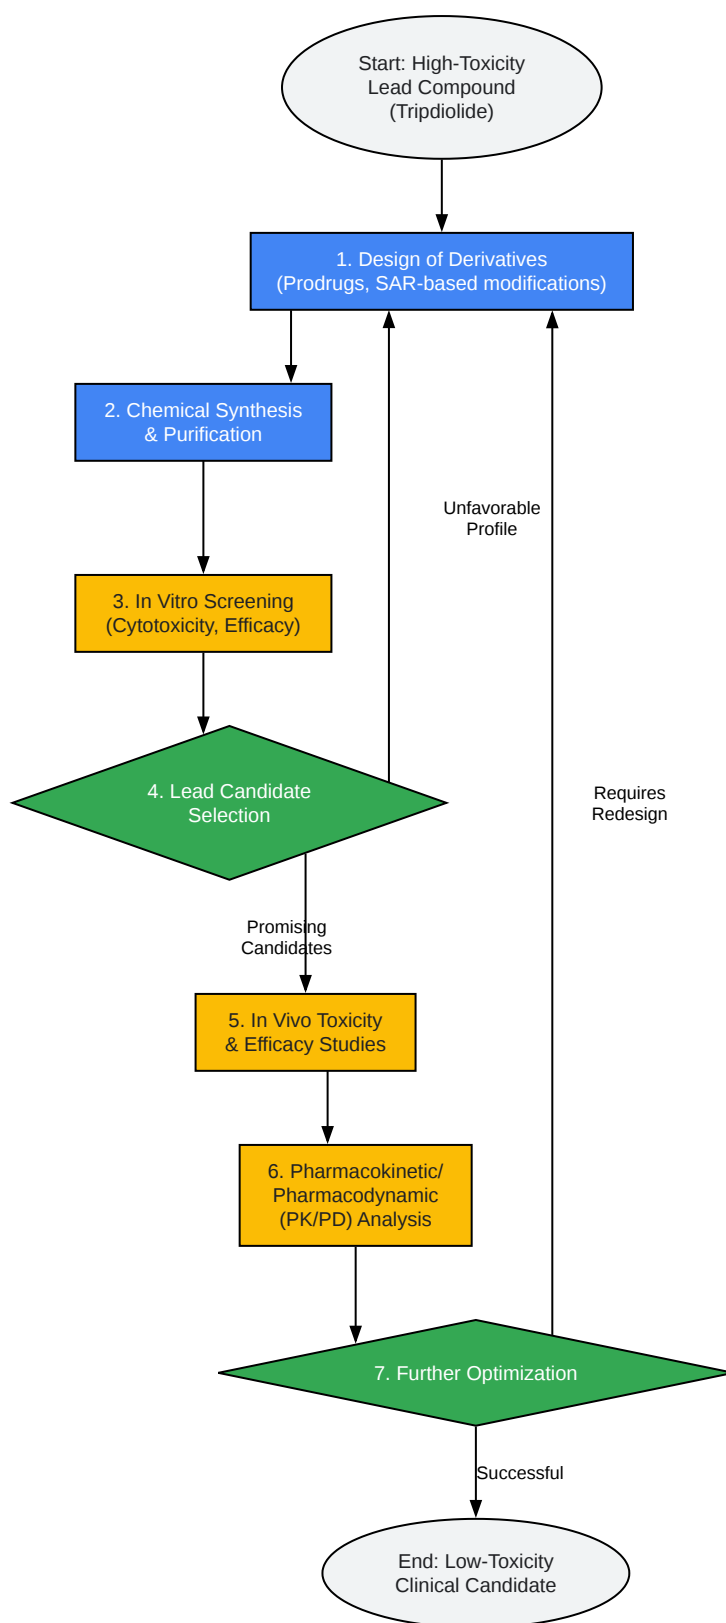 Start: High-Toxicity
Lead Compound
(Tripdiolide)
1. Design of Derivatives
(Prodrugs, SAR-based modifications)
2. Chemical Synthesis
& Purification
Unfavorable
Profile
3. In Vitro Screening
(Cytotoxicity, Efficacy)
4. Lead Candidate
Selection
Requires
Redesign
Promising
Candidates
5. In Vivo Toxicity
& Efficacy Studies
6. Pharmacokinetic/
Pharmacodynamic
(PK/PD) Analysis
7. Further Optimization
Successful
End: Low-Toxicity
Clinical Candidate